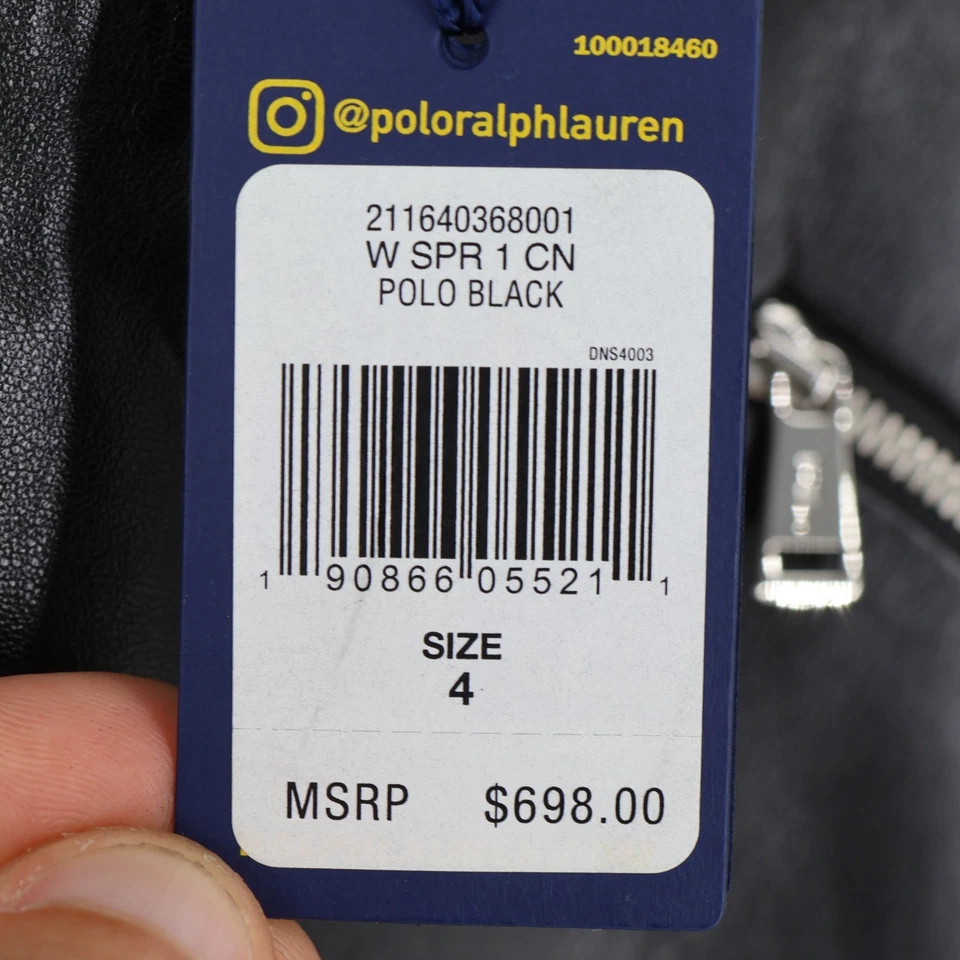 100018460
@poloralphlauren
211640368001
W SPR 1 CN
POLO BLACK
DNS4003
1 90866 05521 1
SIZE
4
MSRP $698.00